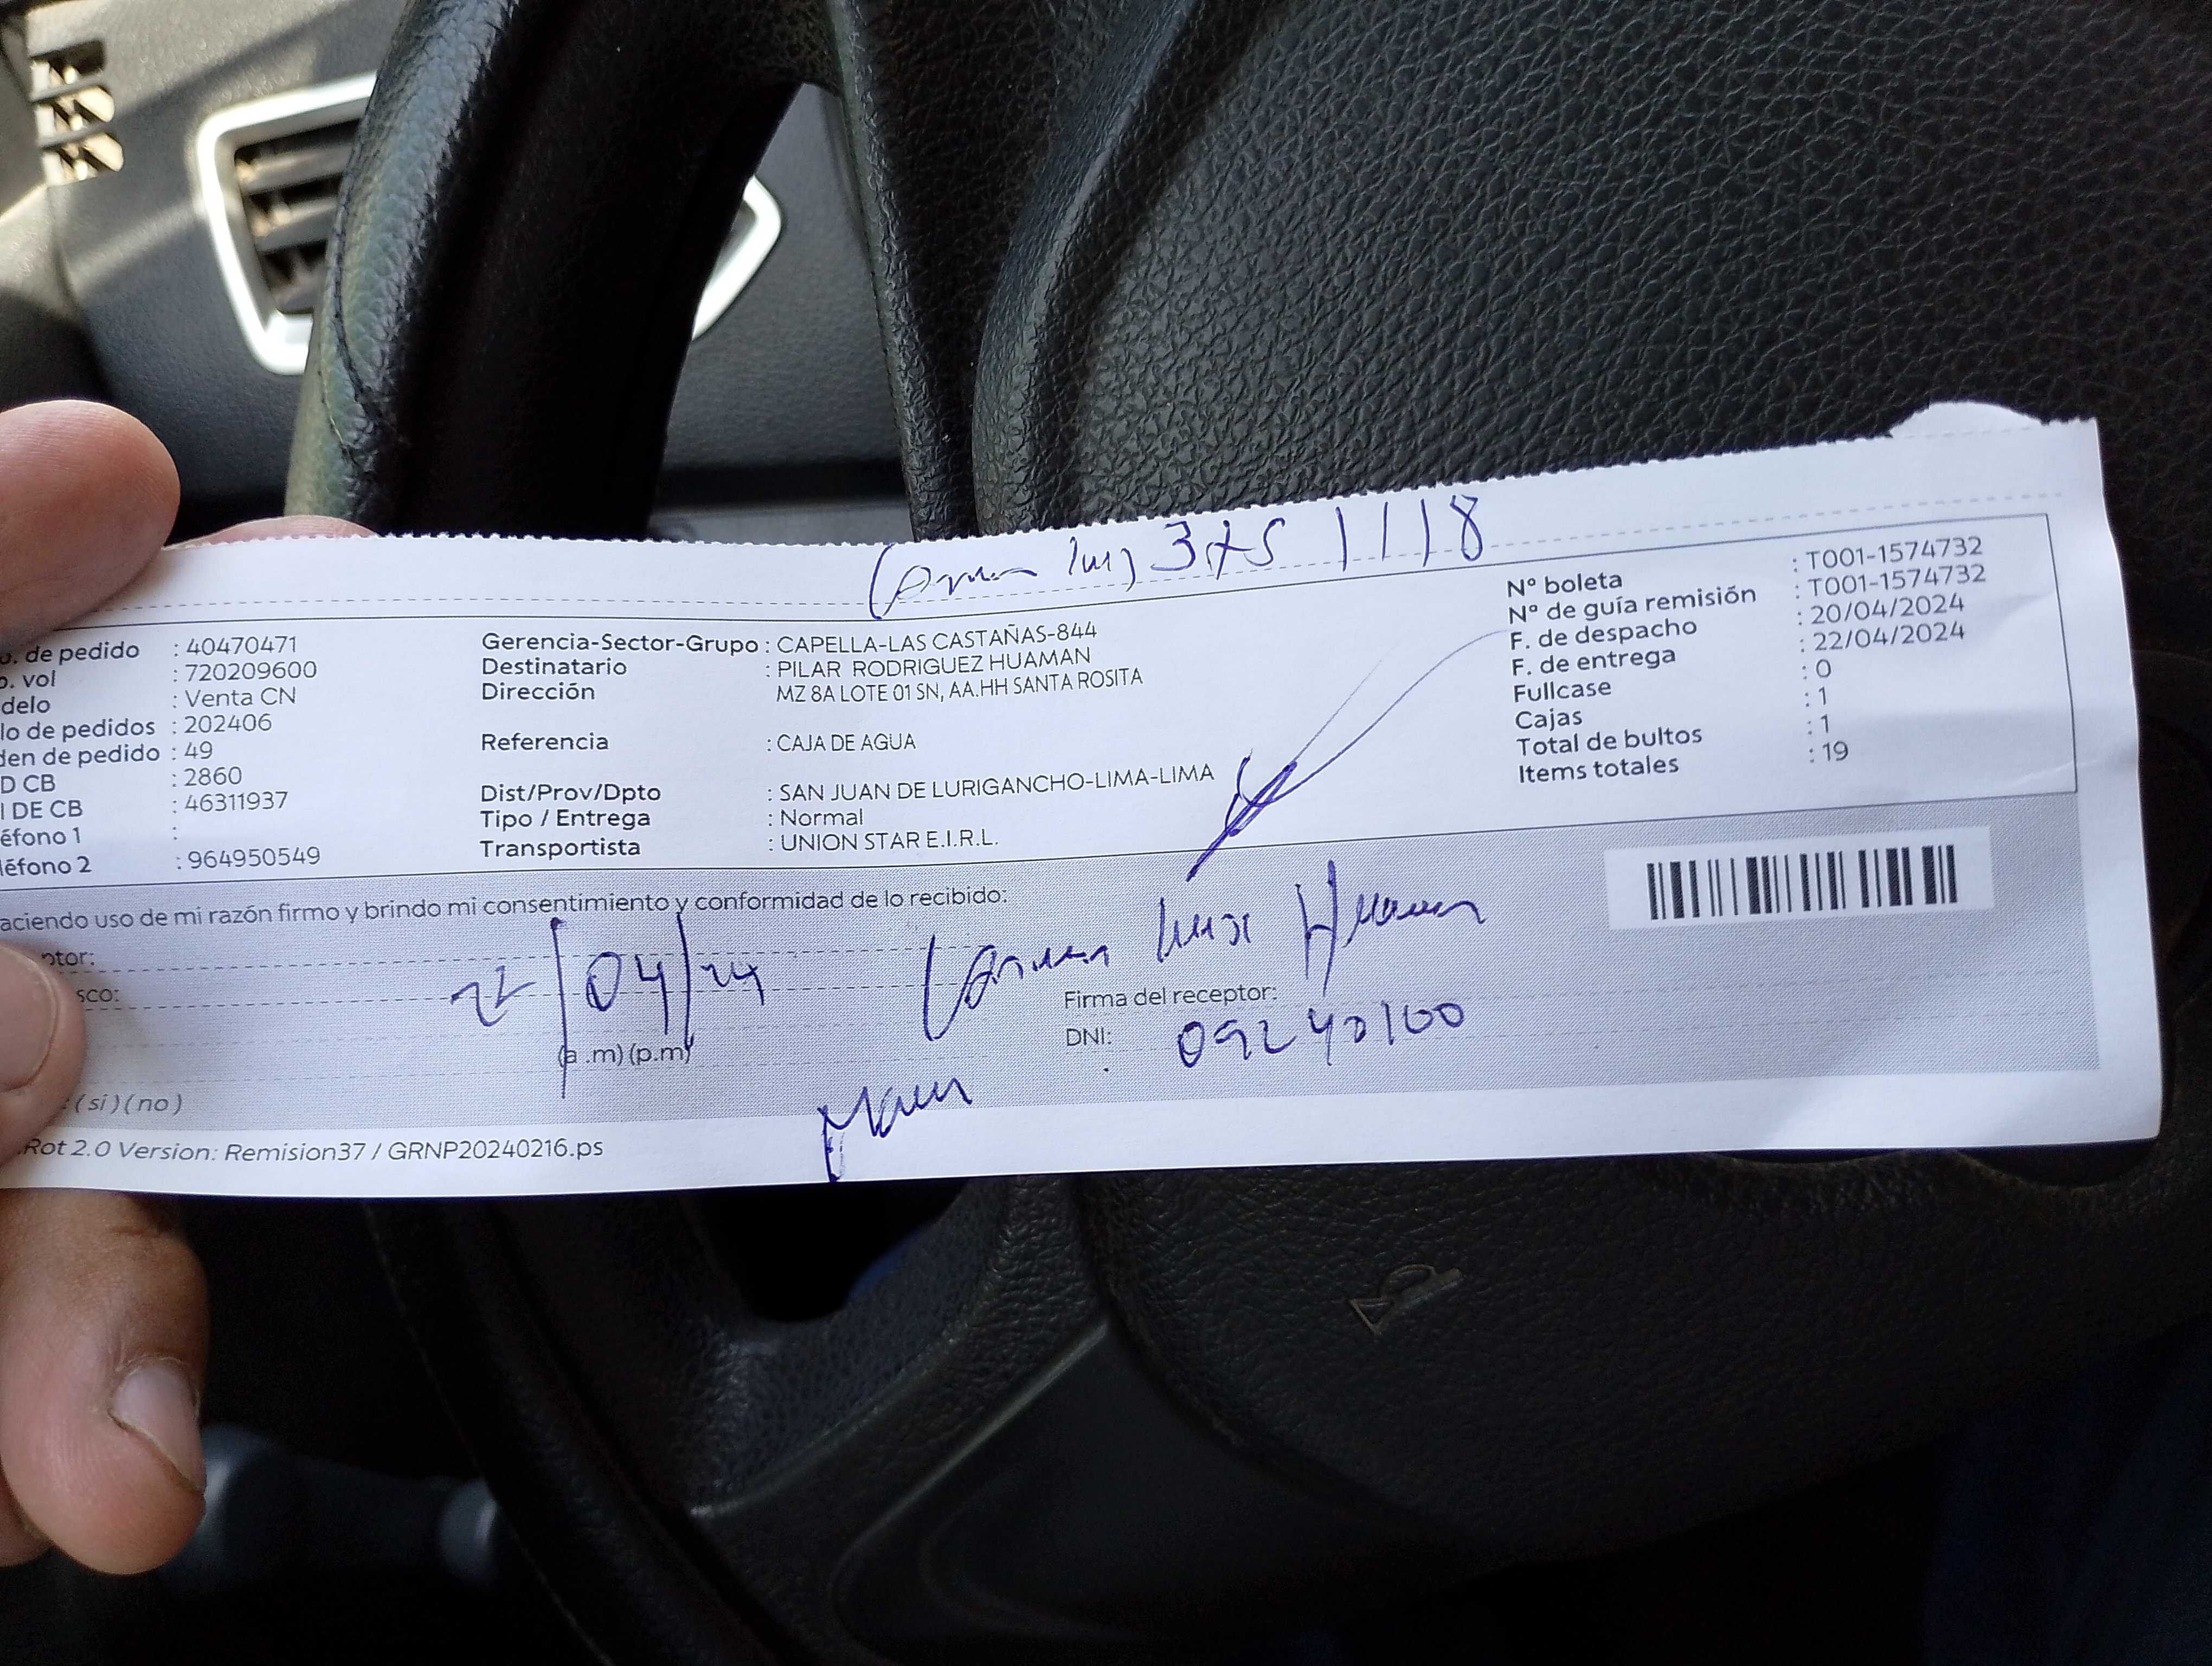 375 1118
o. de pedido : 40470471
o. vol : 720209600
delo : Venta CN
lo de pedidos : 202406
den de pedido : 49
D CB : 2860
I DE CB : 46311937
éfono 1 :
léfono 2 : 964950549
Gerencia-Sector-Grupo : CAPELLA-LAS CASTAÑAS-844
Destinatario : PILAR RODRIGUEZ HUAMAN
Dirección MZ 8A LOTE 01 SN, AA.HH SANTA ROSITA
Referencia : CAJA DE AGUA
Dist/Prov/Dpto : SAN JUAN DE LURIGANCHO-LIMA-LIMA
Tipo / Entrega : Normal
Transportista : UNION STAR E.I.R.L.
Nº boleta : T001-1574732
Nº de guía remisión : T001-1574732
F. de despacho : 20/04/2024
F. de entrega : 22/04/2024
Fullcase : 0
Cajas : 1
Total de bultos : 1
Items totales : 19
aciendo uso de mi razón firmo y brindo mi consentimiento y conformidad de lo recibido:
ptor:
sco:
22/04/24
Huaman
(a .m) (p.m)
Firma del receptor:
DNI: 09240100
: ( si ) ( no )
.Rot 2.0 Version: Remision37 / GRNP20240216.ps